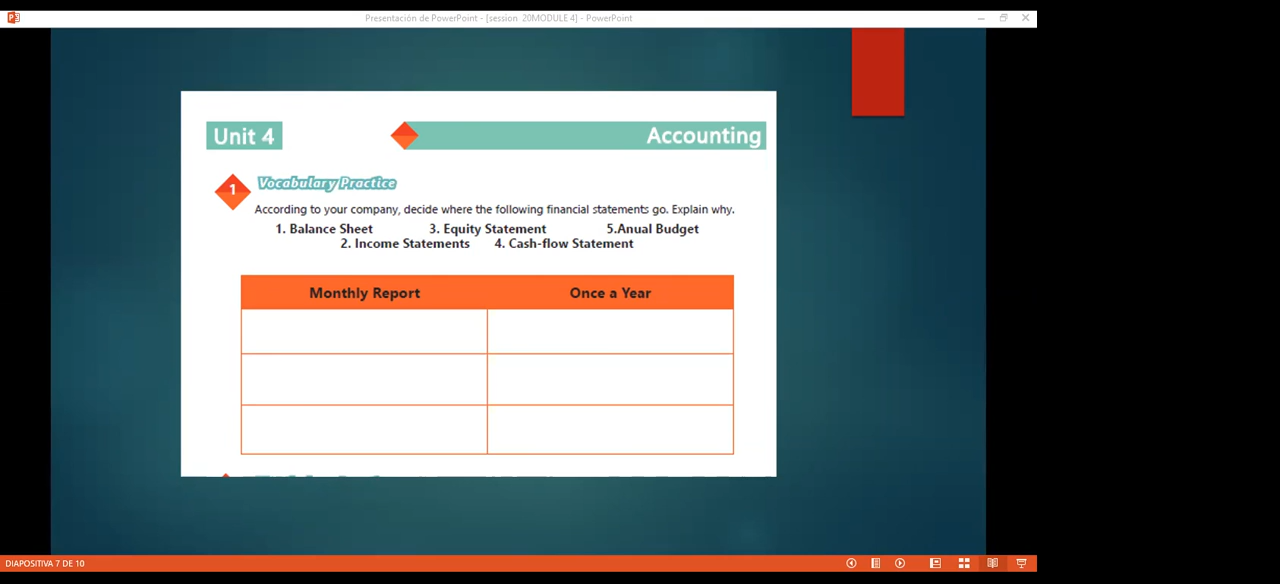 Presentación de PowerPoint - [session 20MODULE 4] - PowerPoint
Unit 4
Accounting
1
Vocabulary Practice
According to your company, decide where the following financial statements go. Explain why.
1. Balance Sheet 3. Equity Statement 5.Anual Budget
2. Income Statements 4. Cash-flow Statement
Monthly Report Once a Year
DIAPOSITIVA 7 DE 10